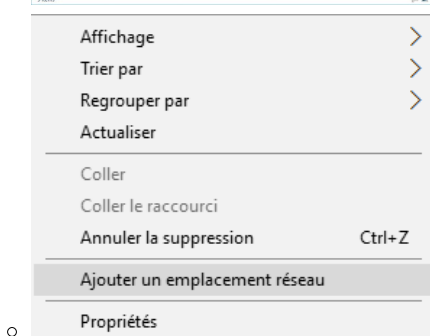 Affichage
Trier par
Regrouper par
Actualiser
Coller
Coller le raccourci
Annuler la suppression Ctrl+Z
Ajouter un emplacement réseau
Propriétés